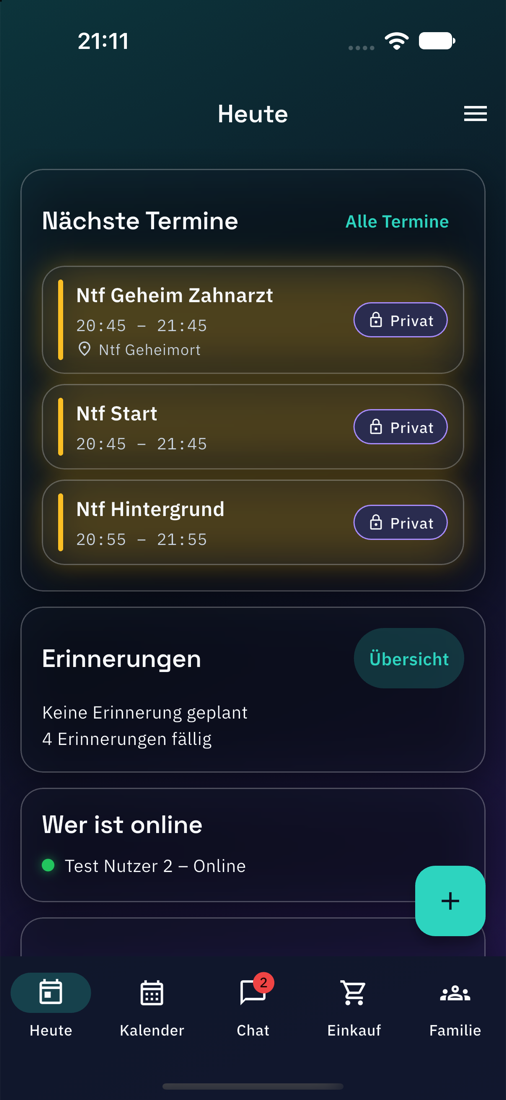 21:11
Heute
Nächste Termine
Alle Termine
Ntf Geheim Zahnarzt
20:45 – 21:45
Ntf Geheimort
Privat
Ntf Start
20:45 – 21:45
Privat
Ntf Hintergrund
20:55 – 21:55
Privat
Erinnerungen
Übersicht
Keine Erinnerung geplant
4 Erinnerungen fällig
Wer ist online
Test Nutzer 2 – Online
+
2
Heute
Kalender
Chat
Einkauf
Familie